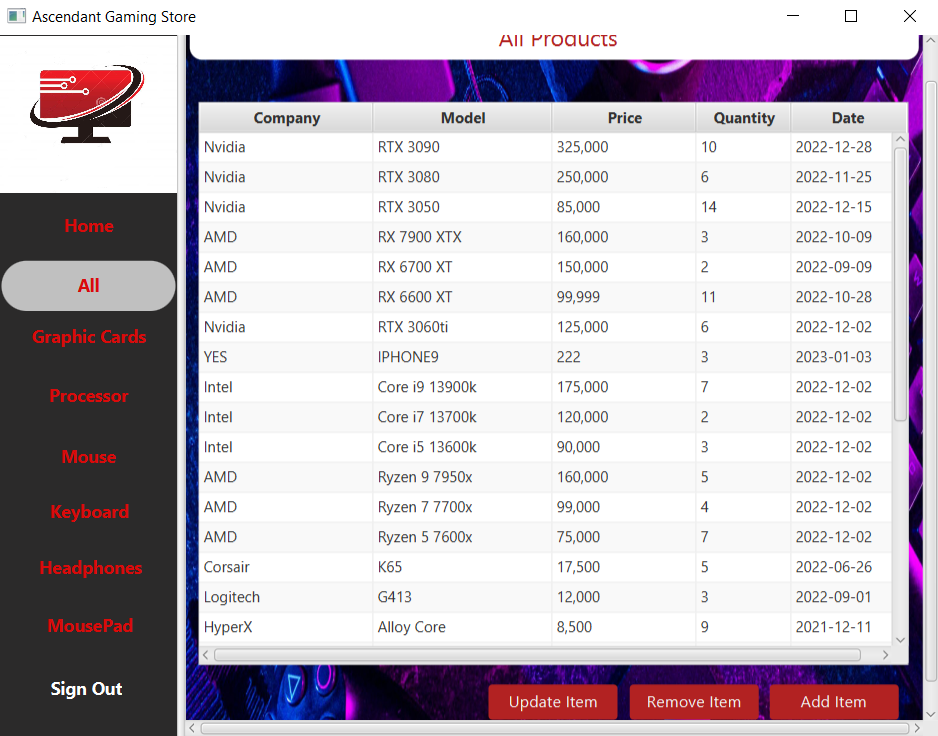 Ascendant Gaming Store
All Products
Home
All
Graphic Cards
Processor
Mouse
Keyboard
Headphones
MousePad
Sign Out
Company Model Price Quantity Date
Nvidia RTX 3090 325,000 10 2022-12-28
Nvidia RTX 3080 250,000 6 2022-11-25
Nvidia RTX 3050 85,000 14 2022-12-15
AMD RX 7900 XTX 160,000 3 2022-10-09
AMD RX 6700 XT 150,000 2 2022-09-09
AMD RX 6600 XT 99,999 11 2022-10-28
Nvidia RTX 3060ti 125,000 6 2022-12-02
YES IPHONE9 222 3 2023-01-03
Intel Core i9 13900k 175,000 7 2022-12-02
Intel Core i7 13700k 120,000 2 2022-12-02
Intel Core i5 13600k 90,000 3 2022-12-02
AMD Ryzen 9 7950x 160,000 5 2022-12-02
AMD Ryzen 7 7700x 99,000 4 2022-12-02
AMD Ryzen 5 7600x 75,000 7 2022-12-02
Corsair K65 17,500 5 2022-06-26
Logitech G413 12,000 3 2022-09-01
HyperX Alloy Core 8,500 9 2021-12-11
Update Item Remove Item Add Item